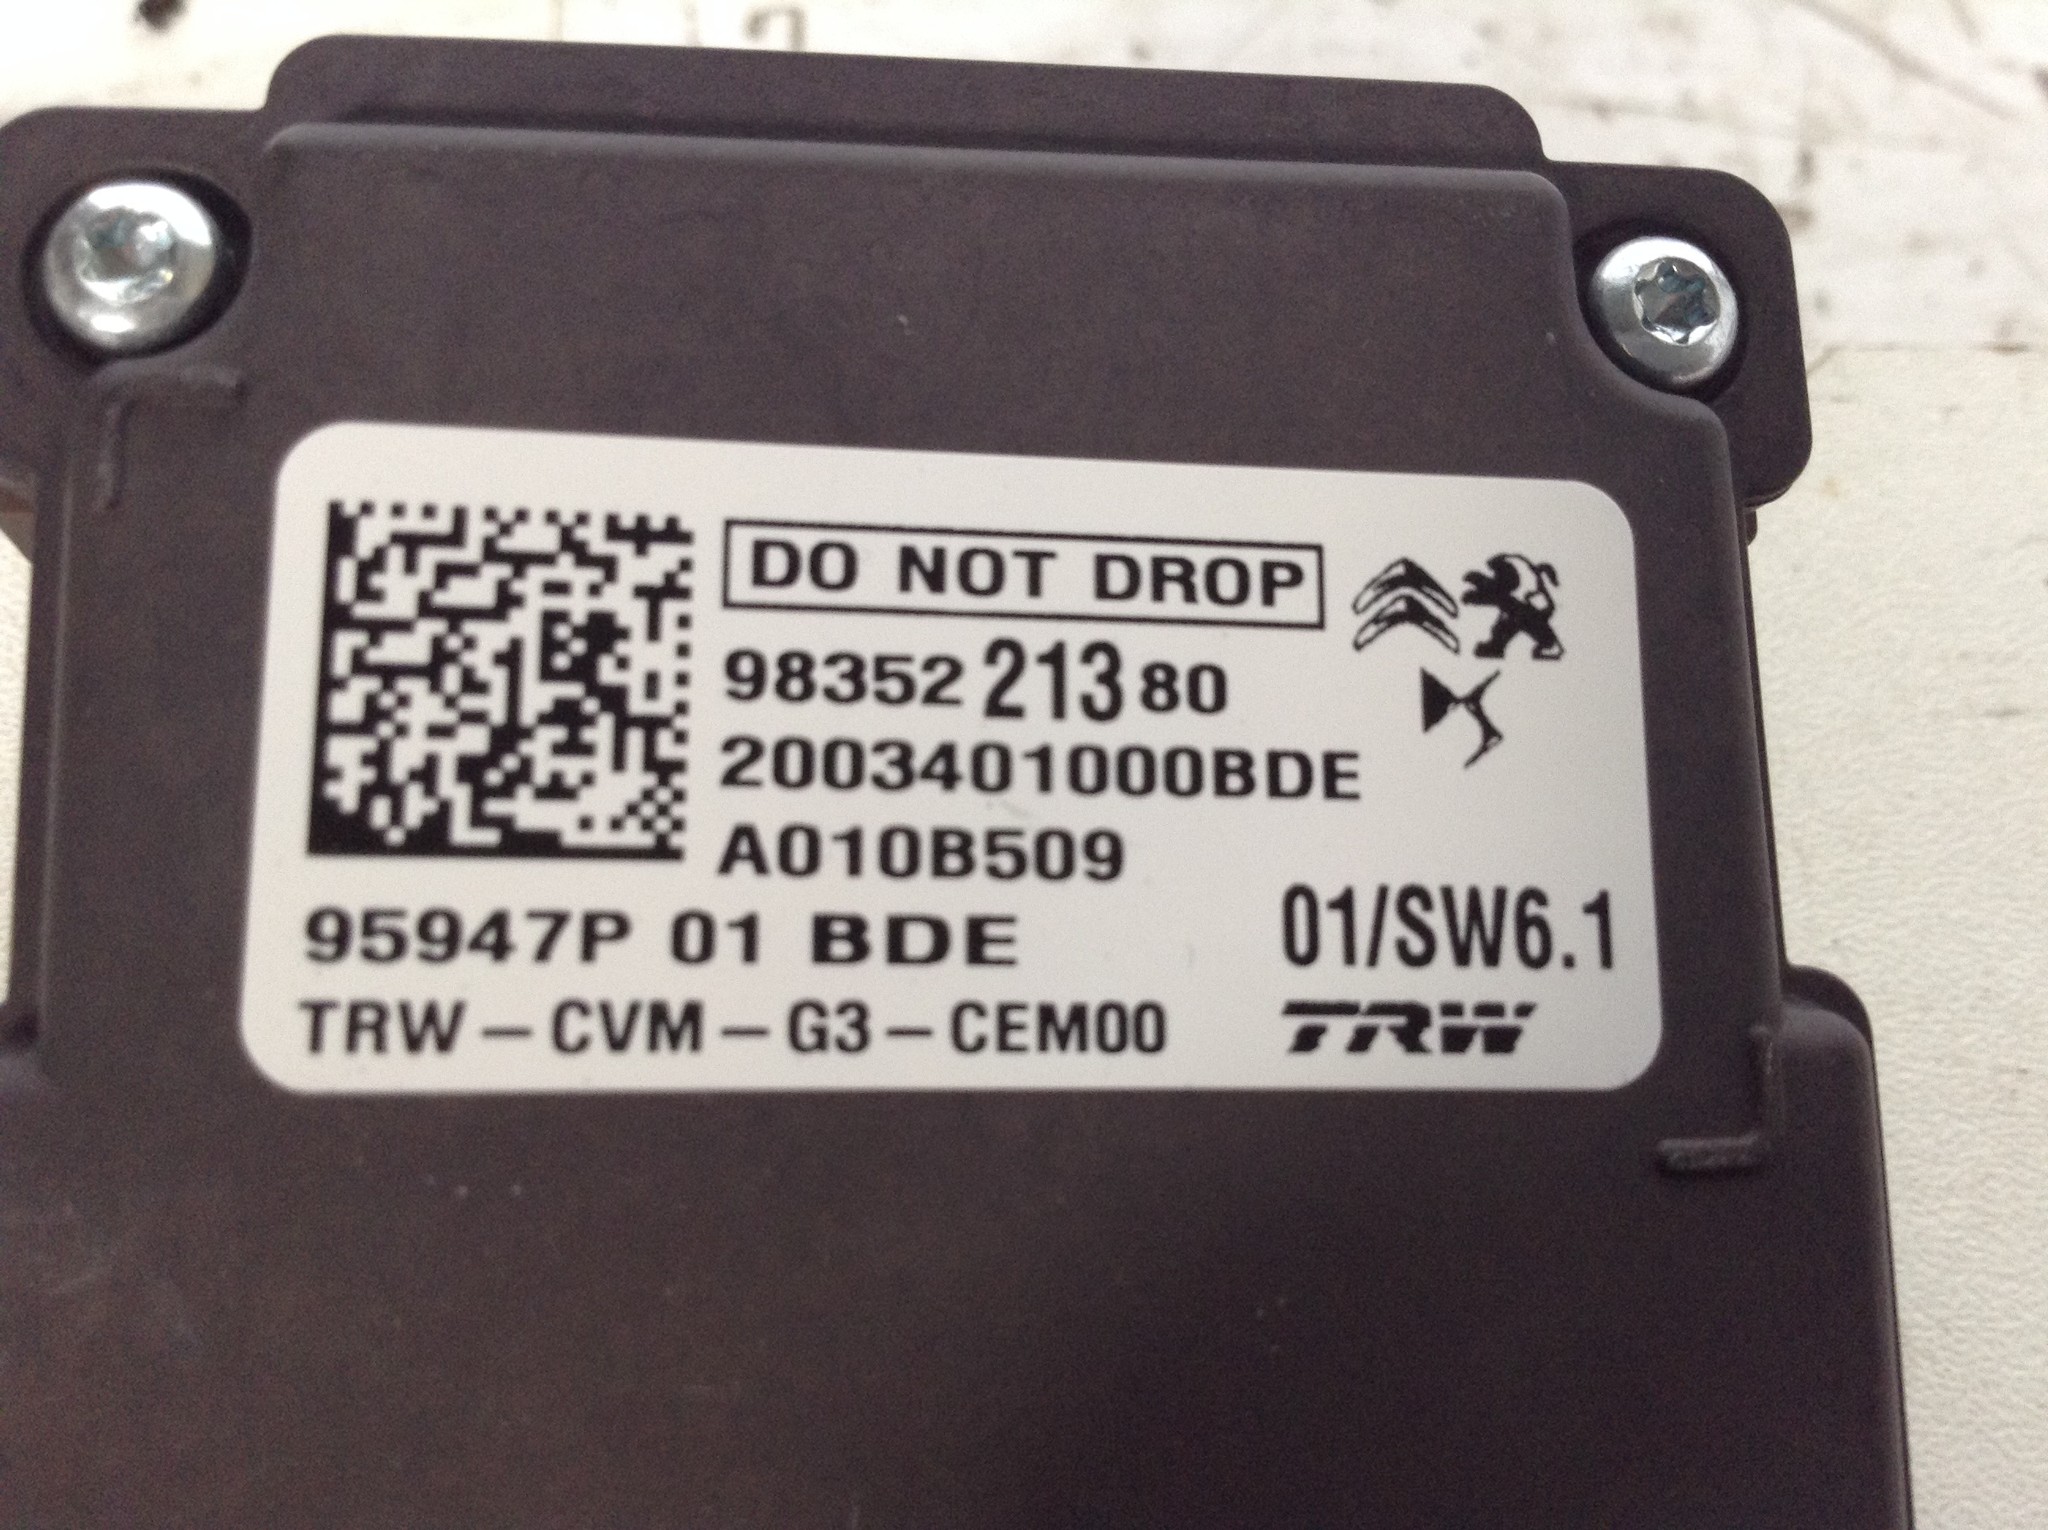 DO NOT DROP
98352 213 80
2003401000BDE
A010B509
95947P 01 BDE 01/SW6.1
TRW-CVM-G3-CEM00 TRW